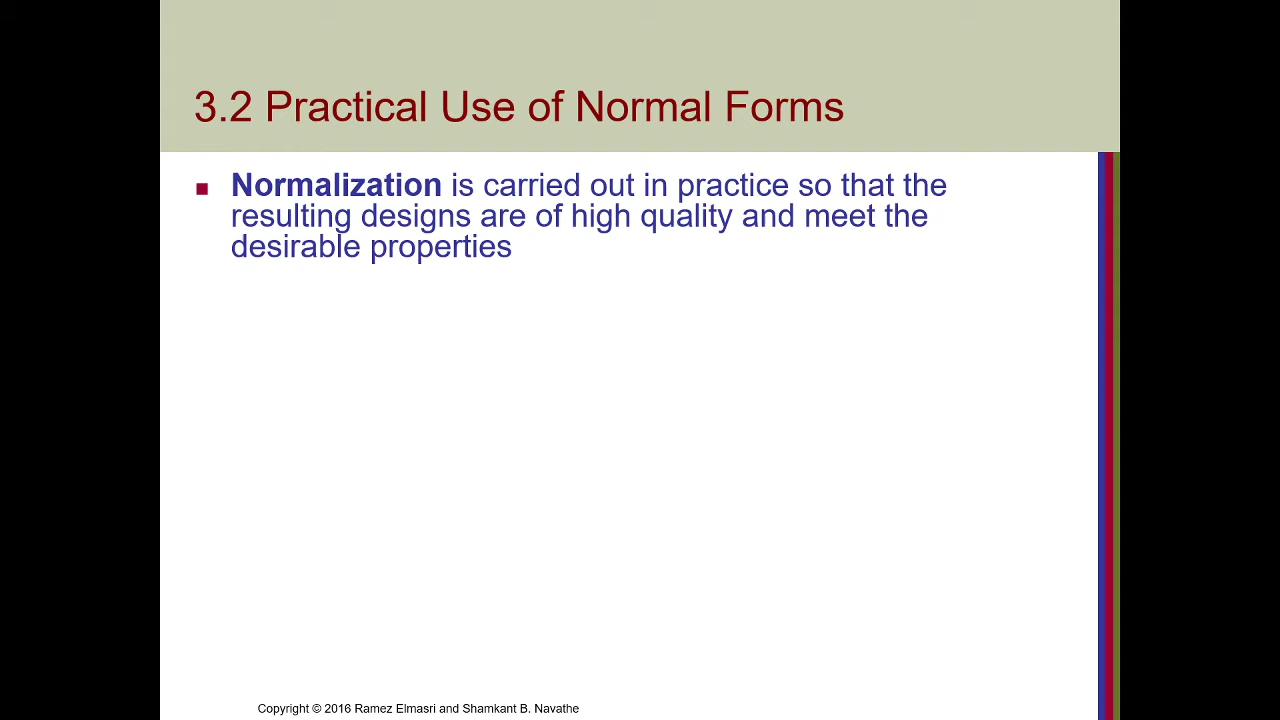 3.2 Practical Use of Normal Forms
Normalization is carried out in practice so that the
resulting designs are of high quality and meet the
desirable properties
Copyright © 2016 Ramez Elmasri and Shamkant B. Navathe